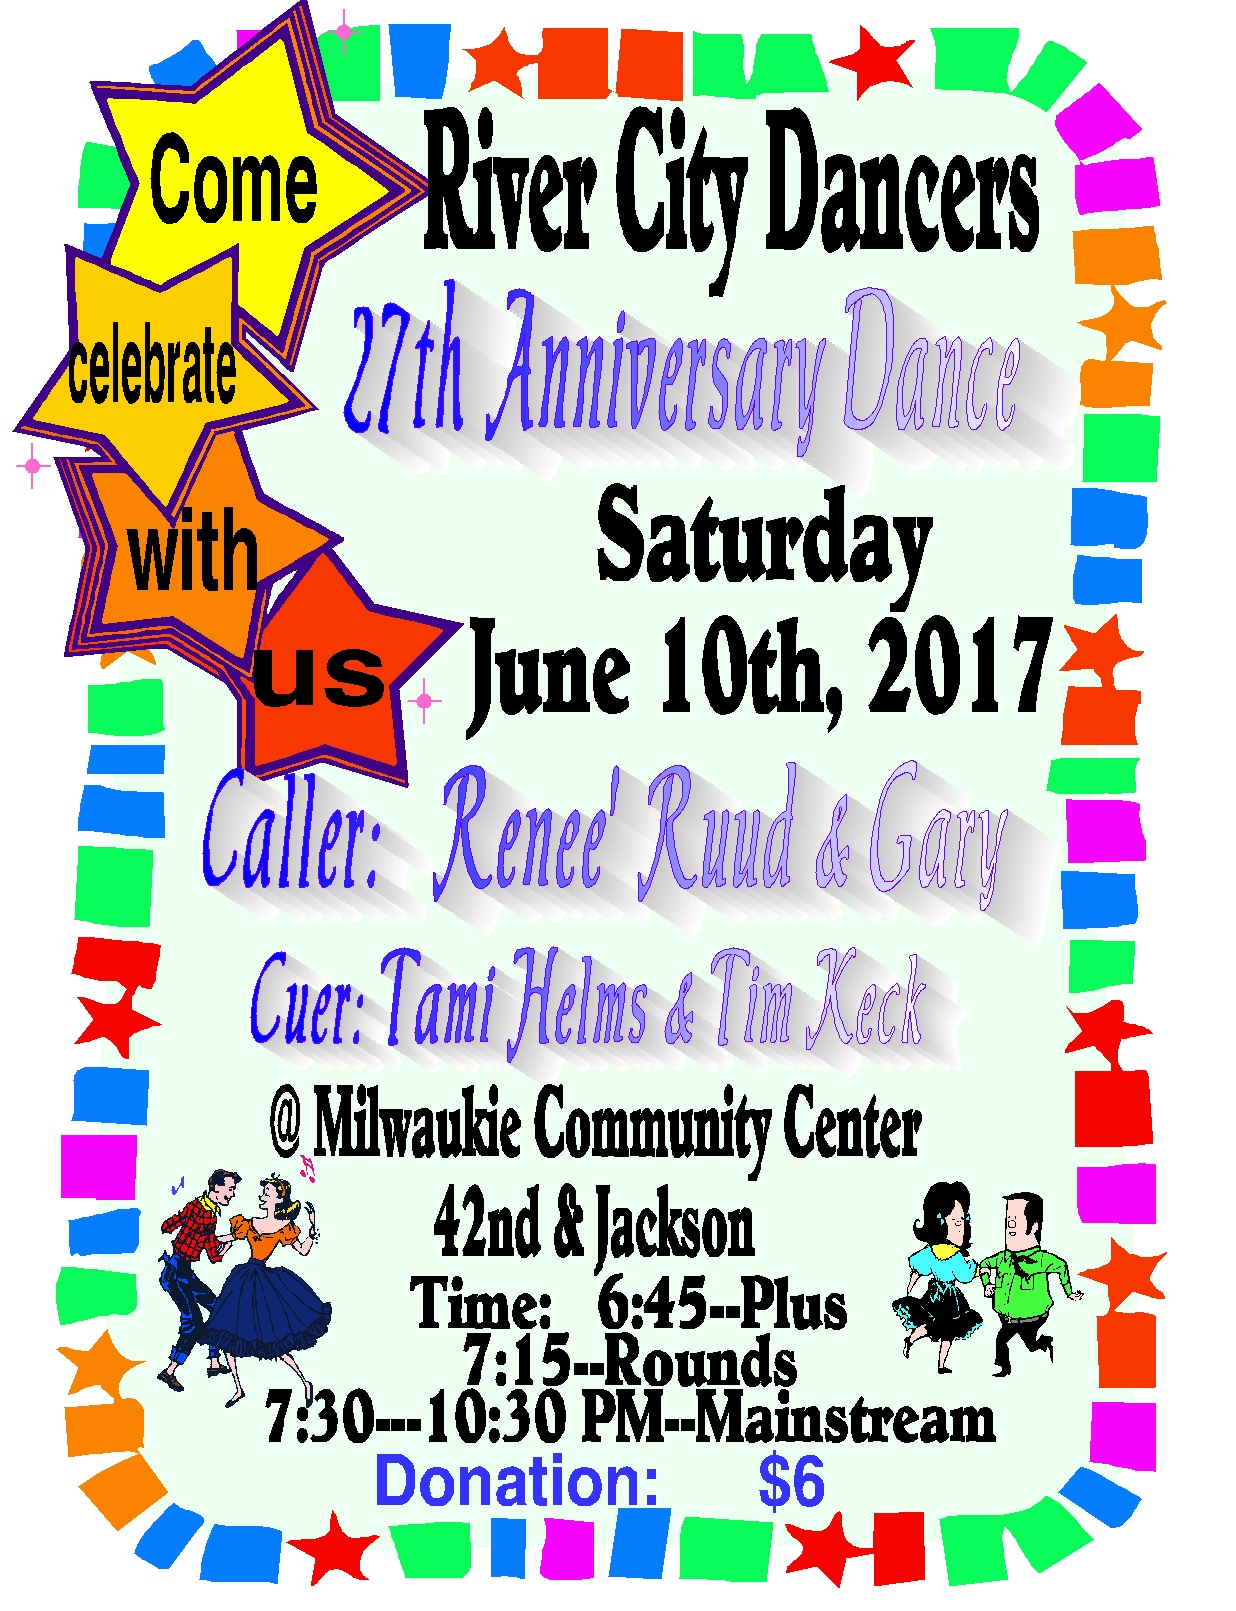 Come
celebrate
with
us
River City Dancers
27th Anniversary Dance
Saturday
June 10th, 2017
Caller: Renee' Ruud & Gary
Cuer: Tami Helms & Tim Keck
@ Milwaukie Community Center
42nd & Jackson
Time: 6:45--Plus
7:15--Rounds
7:30---10:30 PM--Mainstream
Donation: $6